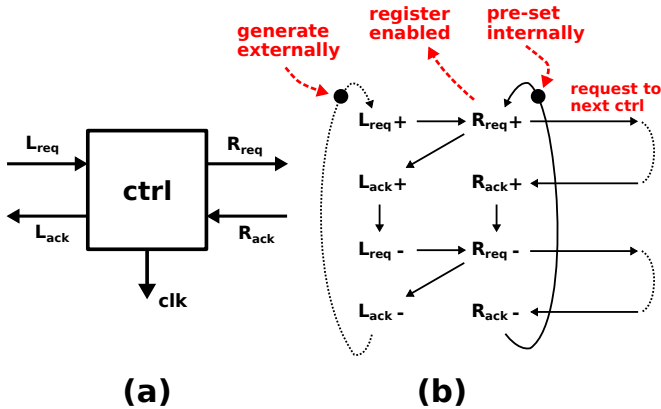 generate
externally
register
enabled
pre-set
internally
request to
next ctrl
Lreq
Rreq
ctrl
Lack
Rack
clk
Lreq+ Rreq+
Lack+ Rack+
Lreq- Rreq-
Lack- Rack-
(a) (b)